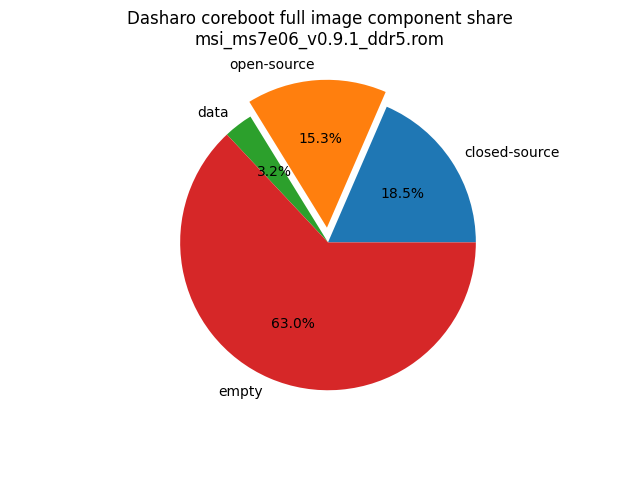 Dasharo coreboot full image component share
msi_ms7e06_v0.9.1_ddr5.rom
open-source
data
closed-source
15.3%
3.2%
18.5%
63.0%
empty